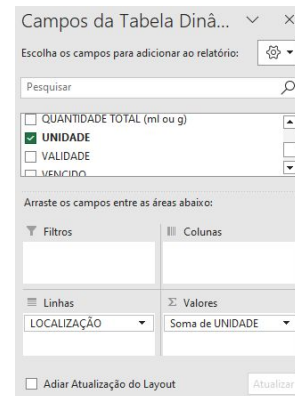 Campos da Tabela Dinâ...
Escolha os campos para adicionar ao relatório:
Pesquisar
QUANTIDADE TOTAL (ml ou g)
UNIDADE
VALIDADE
VENCIDO
Arraste os campos entre as áreas abaixo:
Filtros
Colunas
Linhas
Σ Valores
LOCALIZAÇÃO
Soma de UNIDADE
Adiar Atualização do Layout
Atualizar